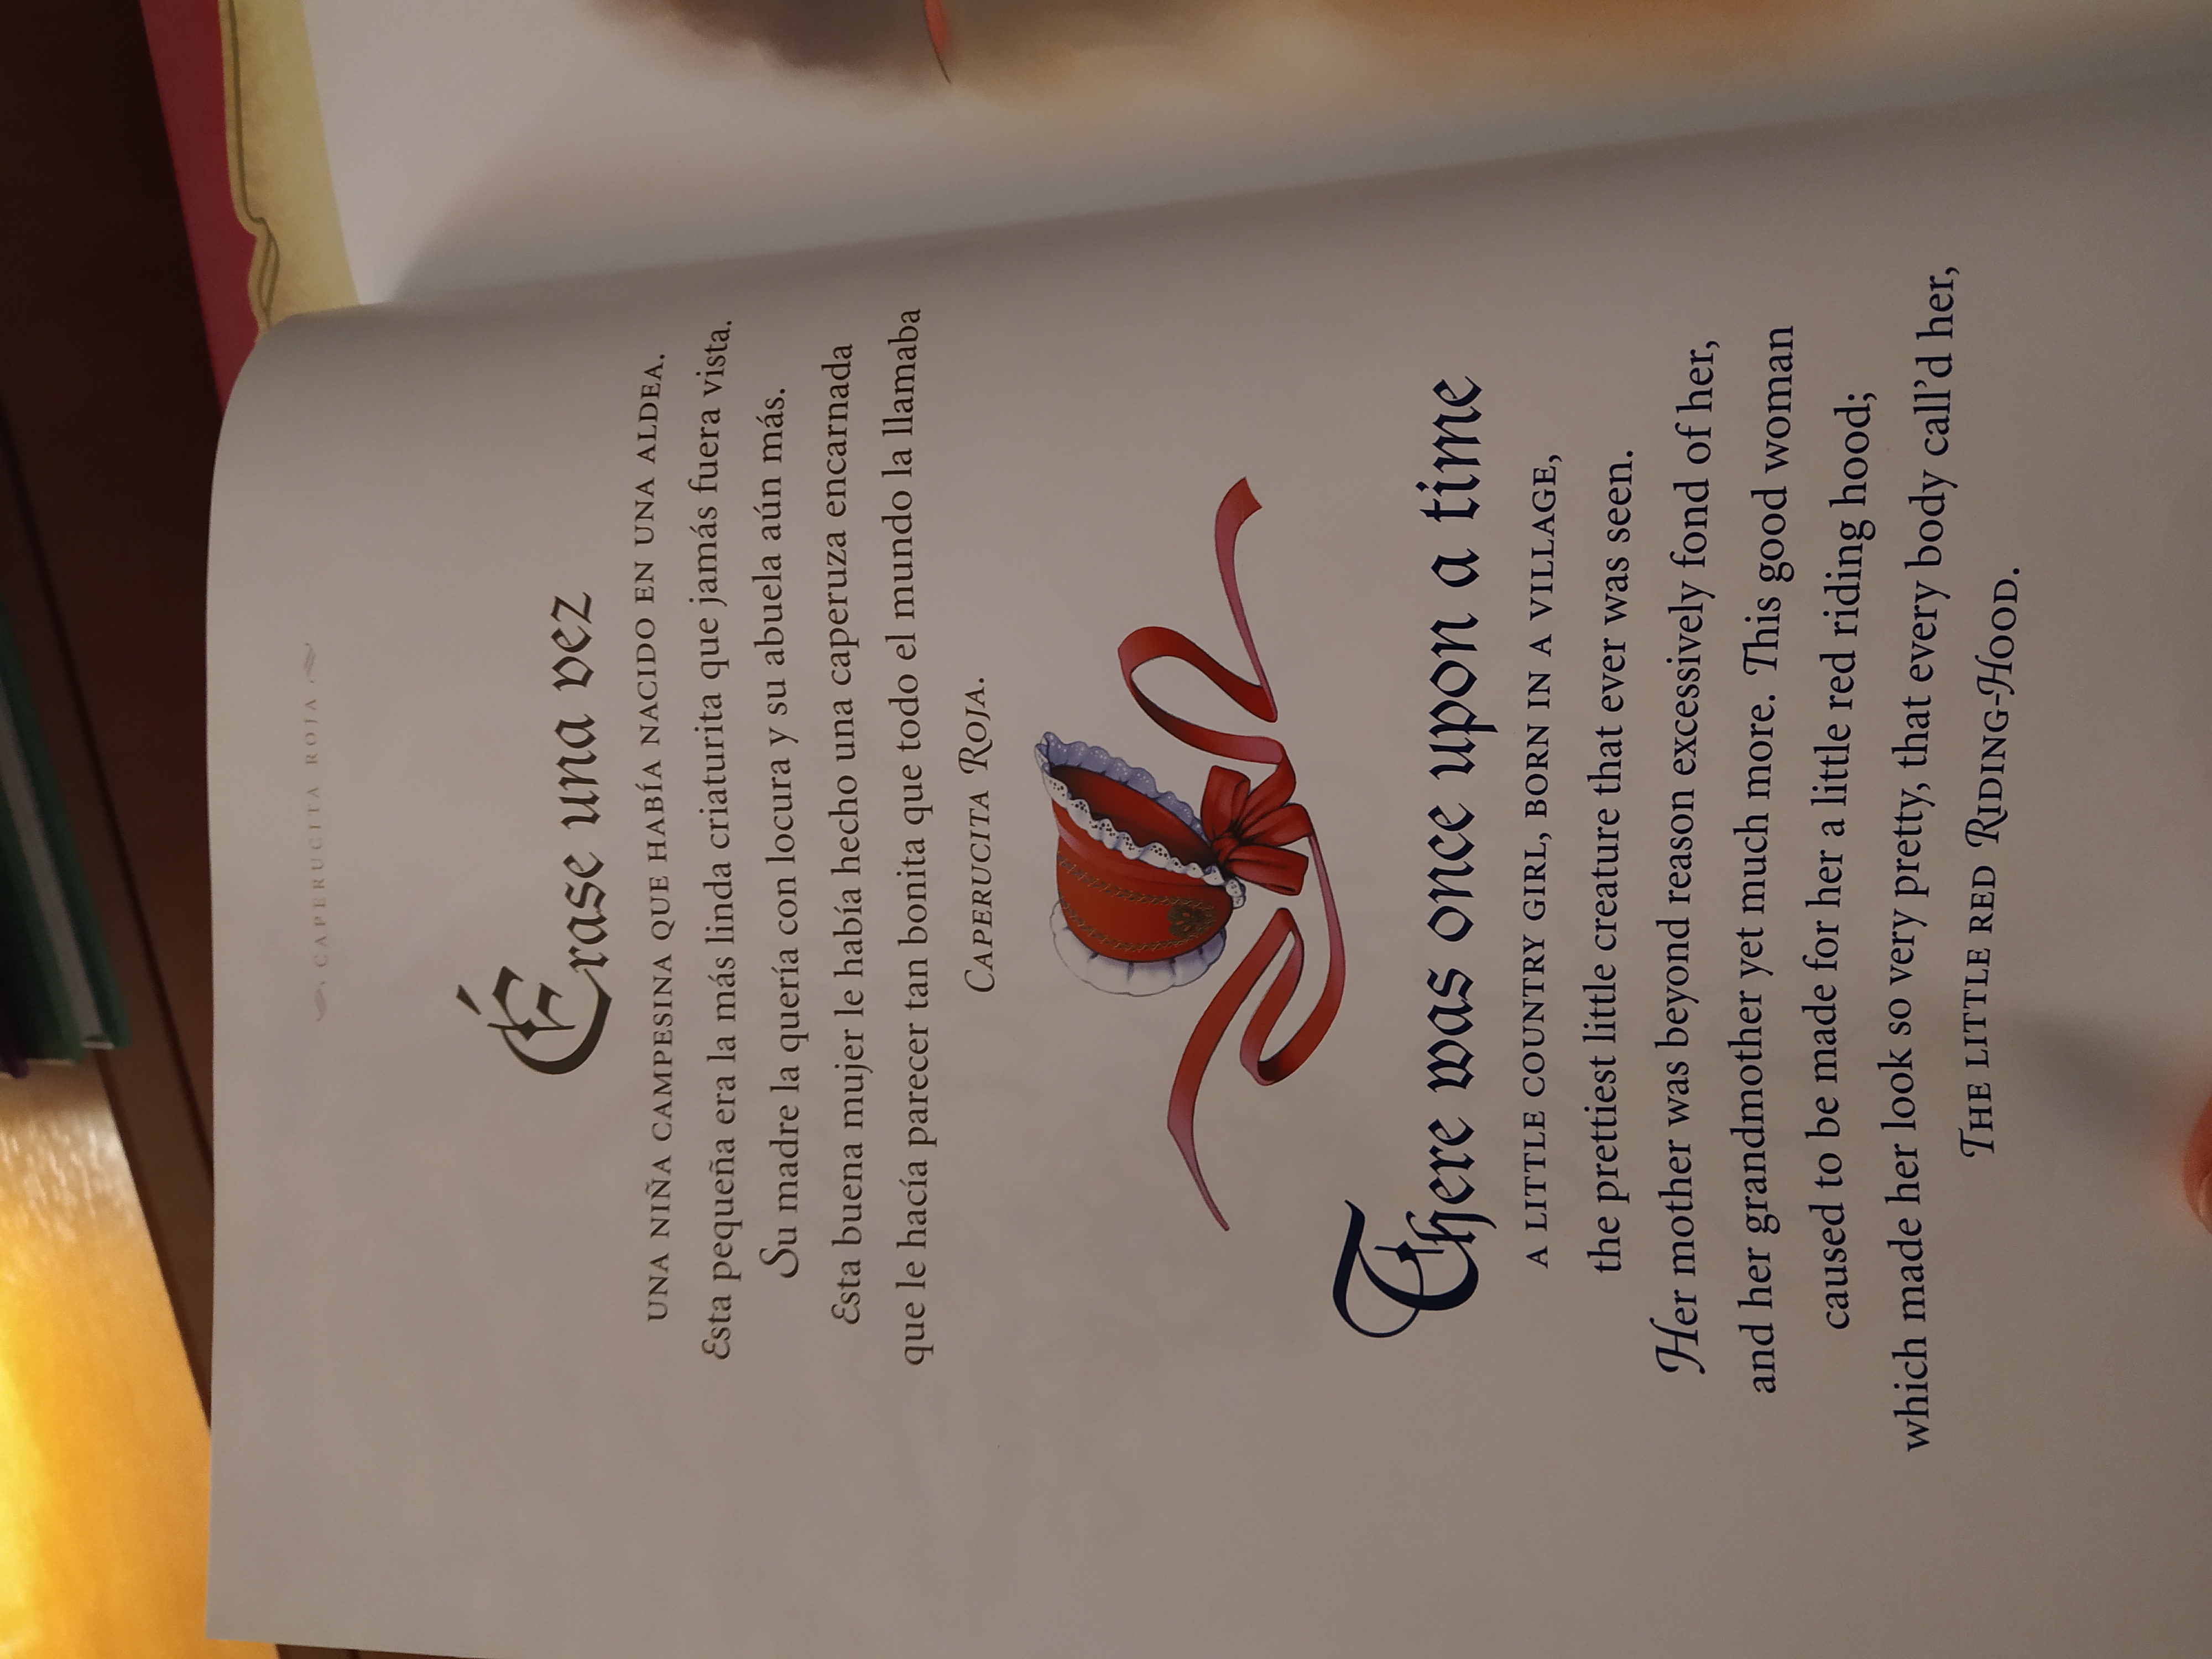 CAPERUCITA ROJA
Érase una vez
UNA NIÑA CAMPESINA QUE HABÍA NACIDO EN UNA ALDEA.
Esta pequeña era la más linda criaturita que jamás fuera vista.
Su madre la quería con locura y su abuela aún más.
Esta buena mujer le había hecho una caperuza encarnada
que le hacía parecer tan bonita que todo el mundo la llamaba
CAPERUCITA ROJA.
There was once upon a time
A LITTLE COUNTRY GIRL, BORN IN A VILLAGE,
the prettiest little creature that ever was seen.
Her mother was beyond reason excessively fond of her,
and her grandmother yet much more. This good woman
caused to be made for her a little red riding hood;
which made her look so very pretty, that every body call'd her,
THE LITTLE RED RIDING-HOOD.